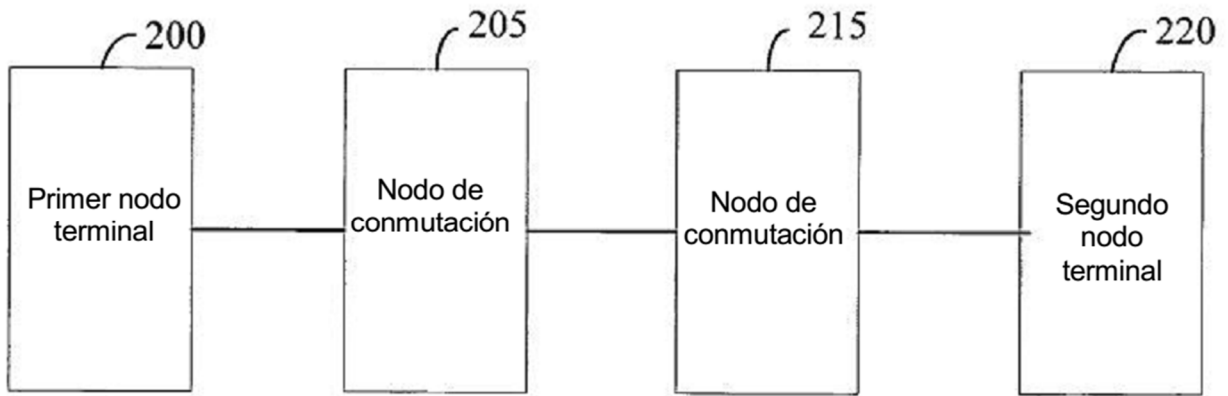 200
205
215
220
Primer nodo
terminal
Nodo de
conmutación
Nodo de
conmutación
Segundo
nodo
terminal